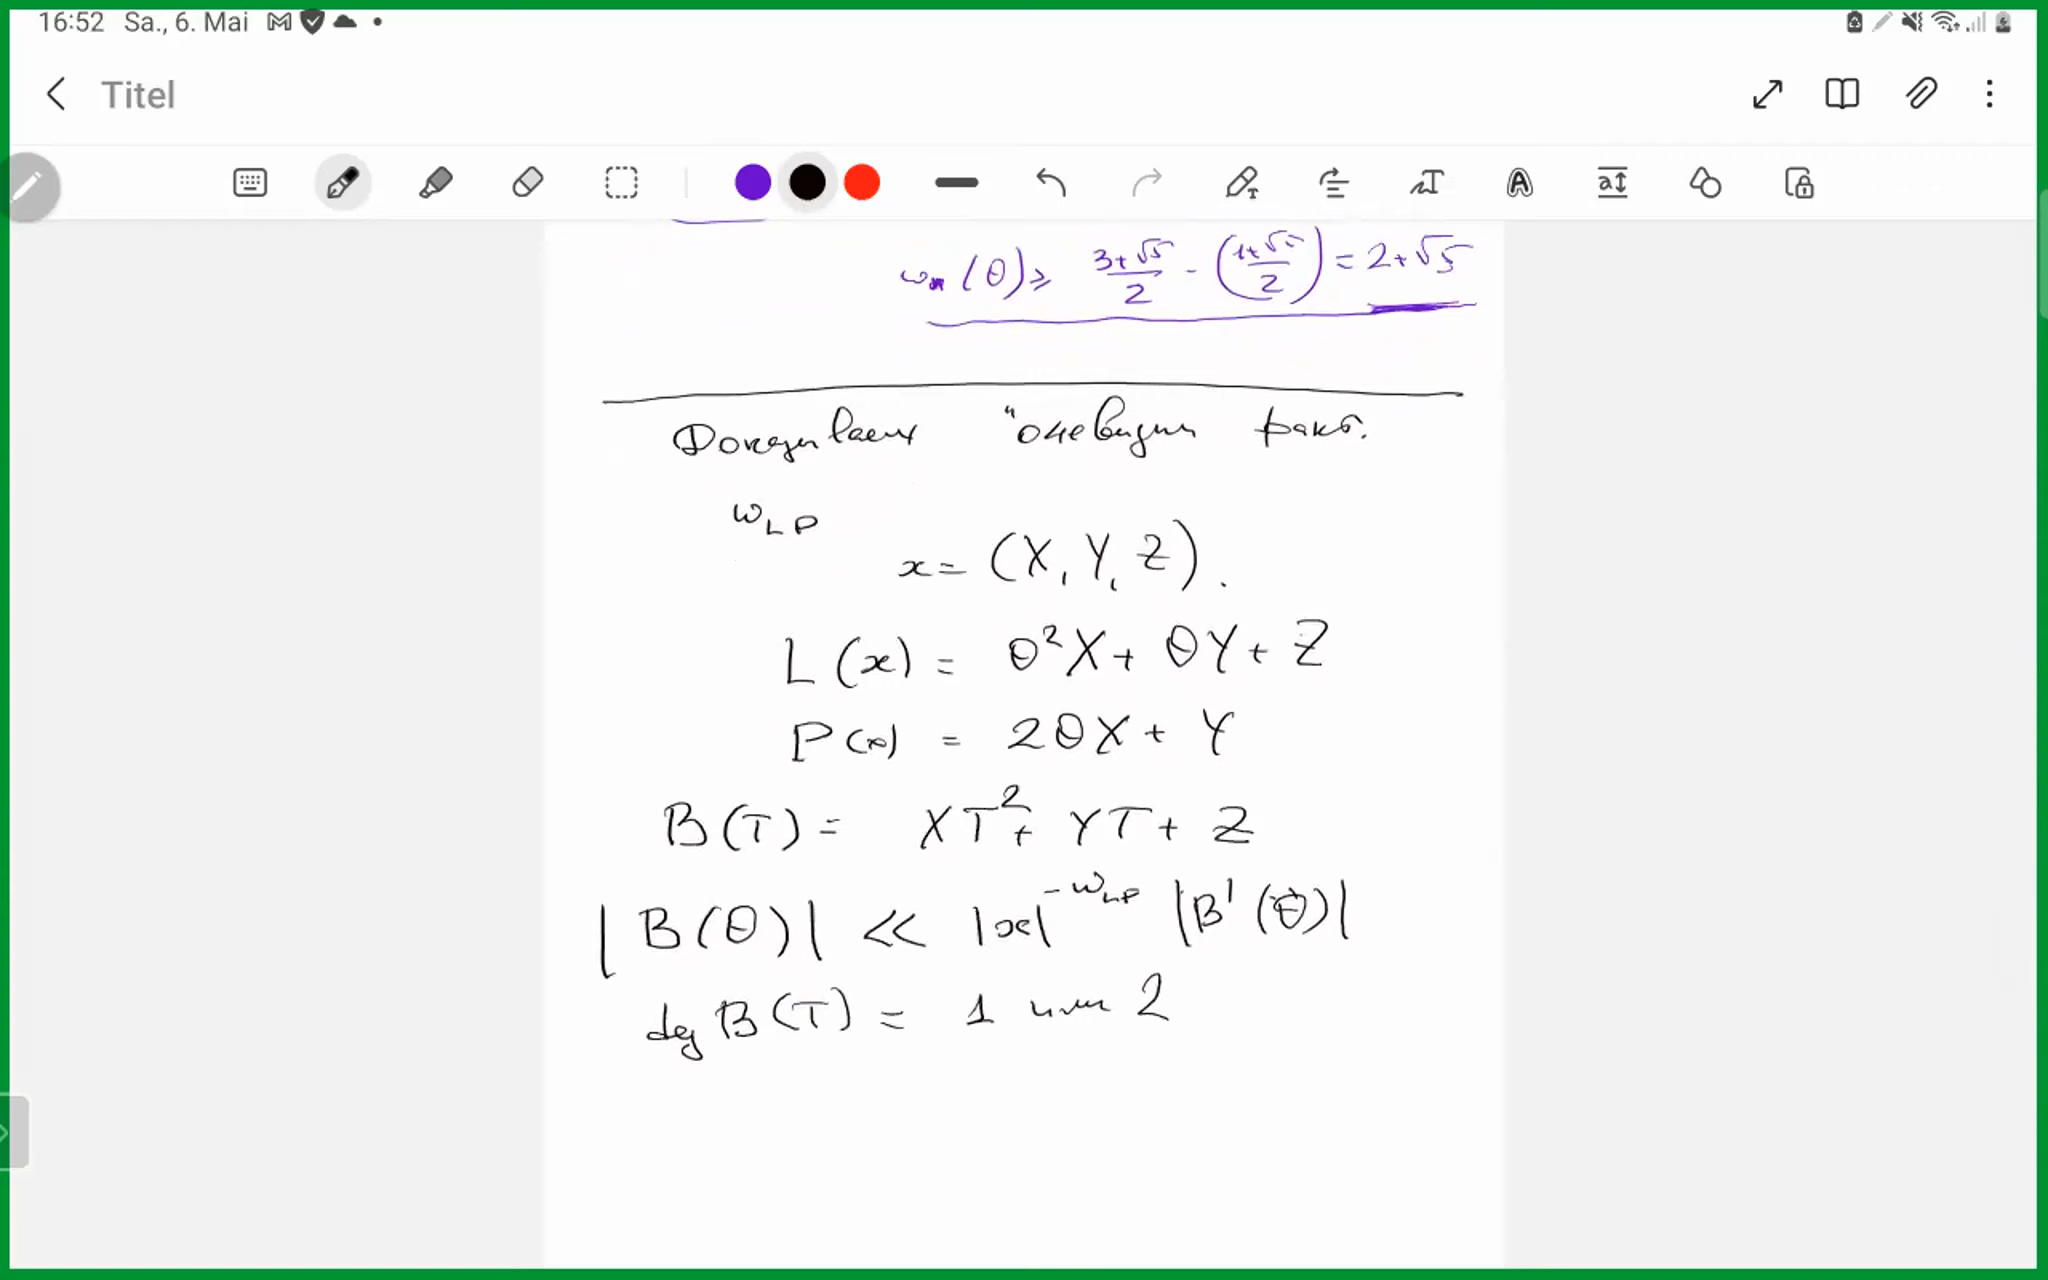 16:52 Sa., 6. Mai
Titel
ω (θ) ≥ (3+√5)/2 · ((1+√5)/2) = 2+√5
Доказываем "очевидный факт.
ω_LP
x = (X, Y, Z).
L(x) = θ²X + θY + Z
P(x) = 2θX + Y
B(T) = XT² + YT + Z
|B(θ)| << |x|^(-ω_LP) |B'(θ)|
deg B(T) = 1 или 2